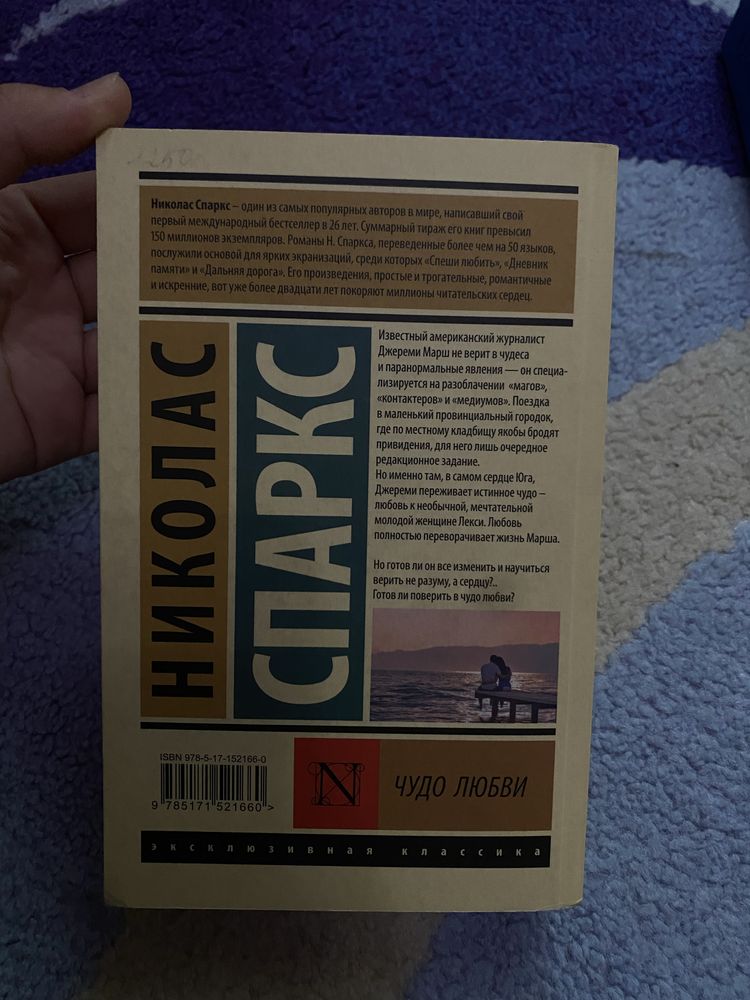 1250
Николас Спаркс – один из самых популярных авторов в мире, написавший свой
первый международный бестселлер в 26 лет. Суммарный тираж его книг превысил
150 миллионов экземпляров. Романы Н. Спаркса, переведенные более чем на 50 языков,
послужили основой для ярких экранизаций, среди которых «Спеши любить», «Дневник
памяти» и «Дальняя дорога». Его произведения, простые и трогательные, романтичные
и искренние, вот уже более двадцати лет покоряют миллионы читательских сердец.
НИКОЛАС
СПАРКС
Известный американский журналист
Джереми Марш не верит в чудеса
и паранормальные явления — он специа-
лизируется на разоблачении «магов»,
«контактеров» и «медиумов». Поездка
в маленький провинциальный городок,
где по местному кладбищу якобы бродят
привидения, для него лишь очередное
редакционное задание.
Но именно там, в самом сердце Юга,
Джереми переживает истинное чудо –
любовь к необычной, мечтательной
молодой женщине Лекси. Любовь
полностью переворачивает жизнь Марша.
Но готов ли он все изменить и научиться
верить не разуму, а сердцу?..
Готов ли поверить в чудо любви?
ISBN 978-5-17-152166-0
9 785171 521660 >
N
ЧУДО ЛЮБВИ
эксклюзивная классика